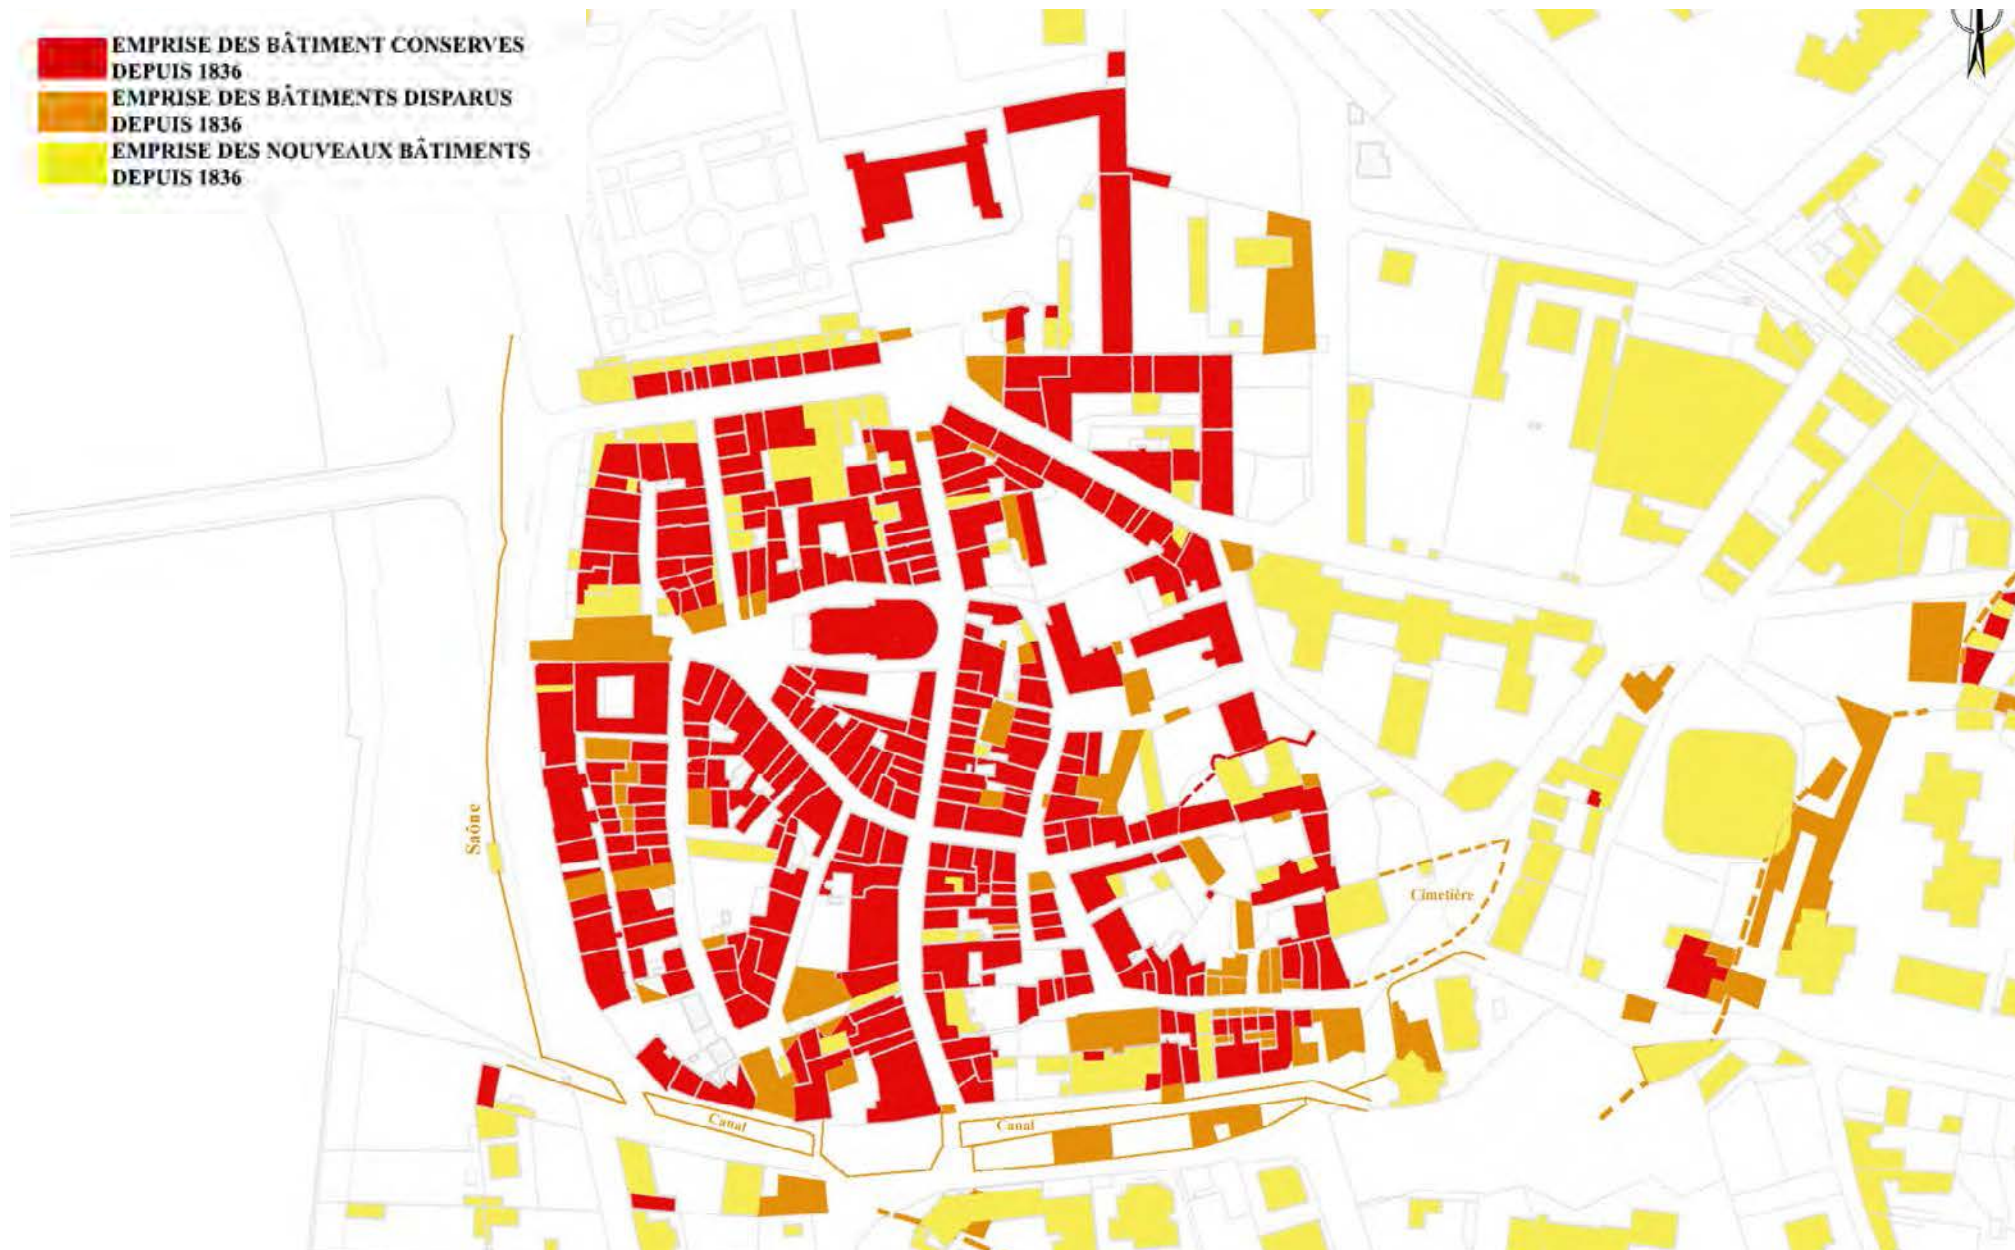 EMPRISE DES BÂTIMENT CONSERVES
DEPUIS 1836
EMPRISE DES BÂTIMENTS DISPARUS
DEPUIS 1836
EMPRISE DES NOUVEAUX BÂTIMENTS
DEPUIS 1836
Saône
Cimetière
Canal
Canal